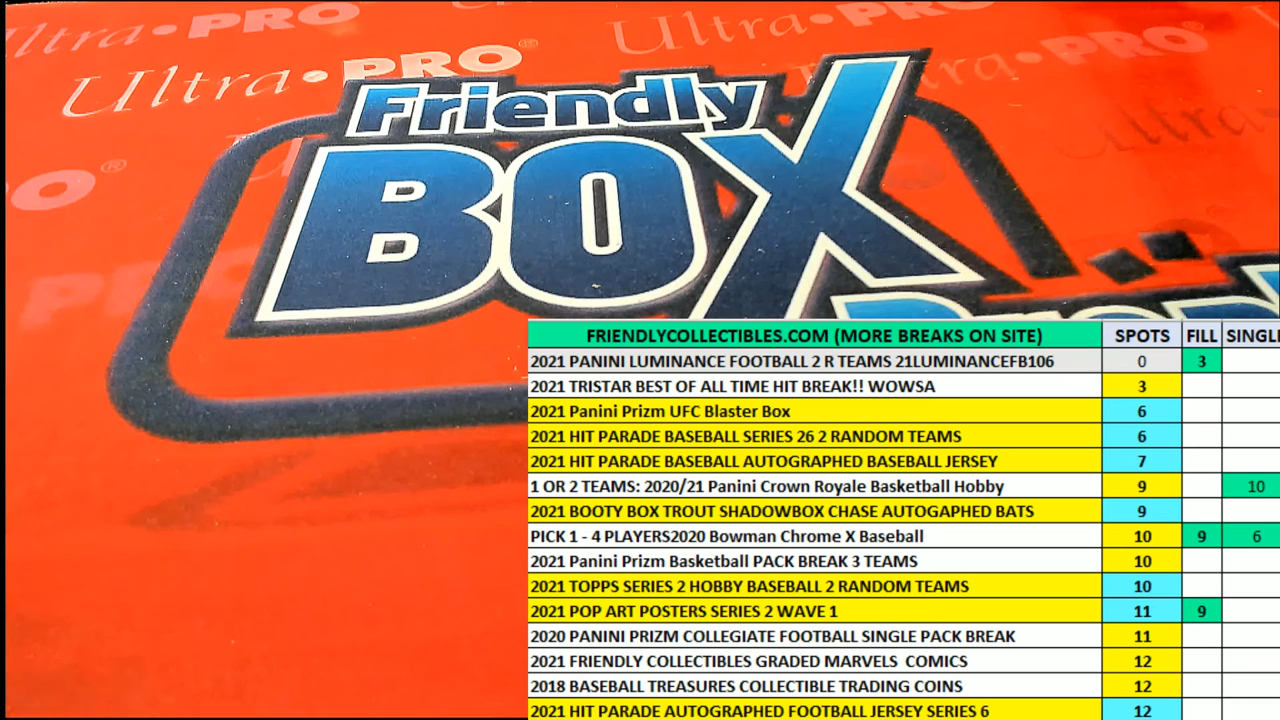 Ultra•PRO
Ultra•PRO
Ultra•PRO®
ra•PRO
Ultra•
PRO®
Friendly
BOX
FRIENDLYCOLLECTIBLES.COM (MORE BREAKS ON SITE) SPOTS FILL SINGLE
2021 PANINI LUMINANCE FOOTBALL 2 R TEAMS 21LUMINANCEFB106 0 3
2021 TRISTAR BEST OF ALL TIME HIT BREAK!! WOWSA 3
2021 Panini Prizm UFC Blaster Box 6
2021 HIT PARADE BASEBALL SERIES 26 2 RANDOM TEAMS 6
2021 HIT PARADE BASEBALL AUTOGRAPHED BASEBALL JERSEY 7
1 OR 2 TEAMS: 2020/21 Panini Crown Royale Basketball Hobby 9 10
2021 BOOTY BOX TROUT SHADOWBOX CHASE AUTOGAPHED BATS 9
PICK 1 - 4 PLAYERS2020 Bowman Chrome X Baseball 10 9 6
2021 Panini Prizm Basketball PACK BREAK 3 TEAMS 10
2021 TOPPS SERIES 2 HOBBY BASEBALL 2 RANDOM TEAMS 10
2021 POP ART POSTERS SERIES 2 WAVE 1 11 9
2020 PANINI PRIZM COLLEGIATE FOOTBALL SINGLE PACK BREAK 11
2021 FRIENDLY COLLECTIBLES GRADED MARVELS COMICS 12
2018 BASEBALL TREASURES COLLECTIBLE TRADING COINS 12
2021 HIT PARADE AUTOGRAPHED FOOTBALL JERSEY SERIES 6 12